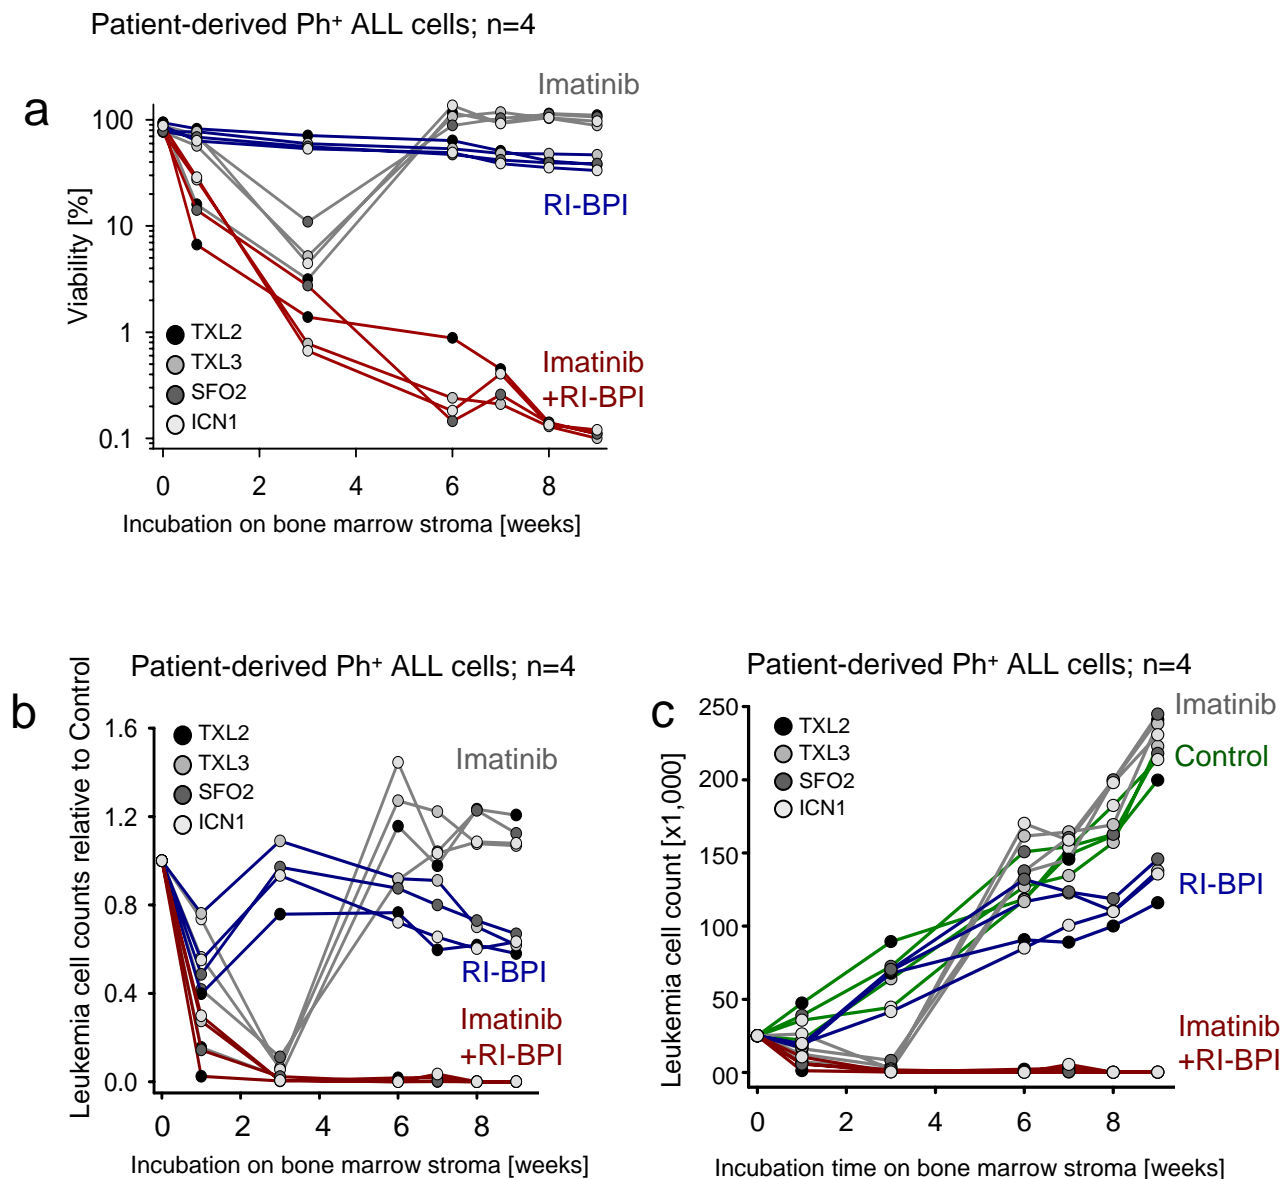 Patient-derived Ph+ ALL cells; n=4
a
Imatinib
100
10
1
0.1
Viability [%]
RI-BPI
Imatinib
+RI-BPI
TXL2
TXL3
SFO2
ICN1
0 2 4 6 8
Incubation on bone marrow stroma [weeks]
Patient-derived Ph+ ALL cells; n=4
b
Leukemia cell counts relative to Control
1.6
1.2
0.8
0.4
0.0
TXL2
TXL3
SFO2
ICN1
Imatinib
RI-BPI
Imatinib
+RI-BPI
0 2 4 6 8
Incubation on bone marrow stroma [weeks]
Patient-derived Ph+ ALL cells; n=4
c
Leukemia cell count [x1,000]
250
200
150
100
50
00
TXL2
TXL3
SFO2
ICN1
Imatinib
Control
RI-BPI
Imatinib
+RI-BPI
0 2 4 6 8
Incubation time on bone marrow stroma [weeks]